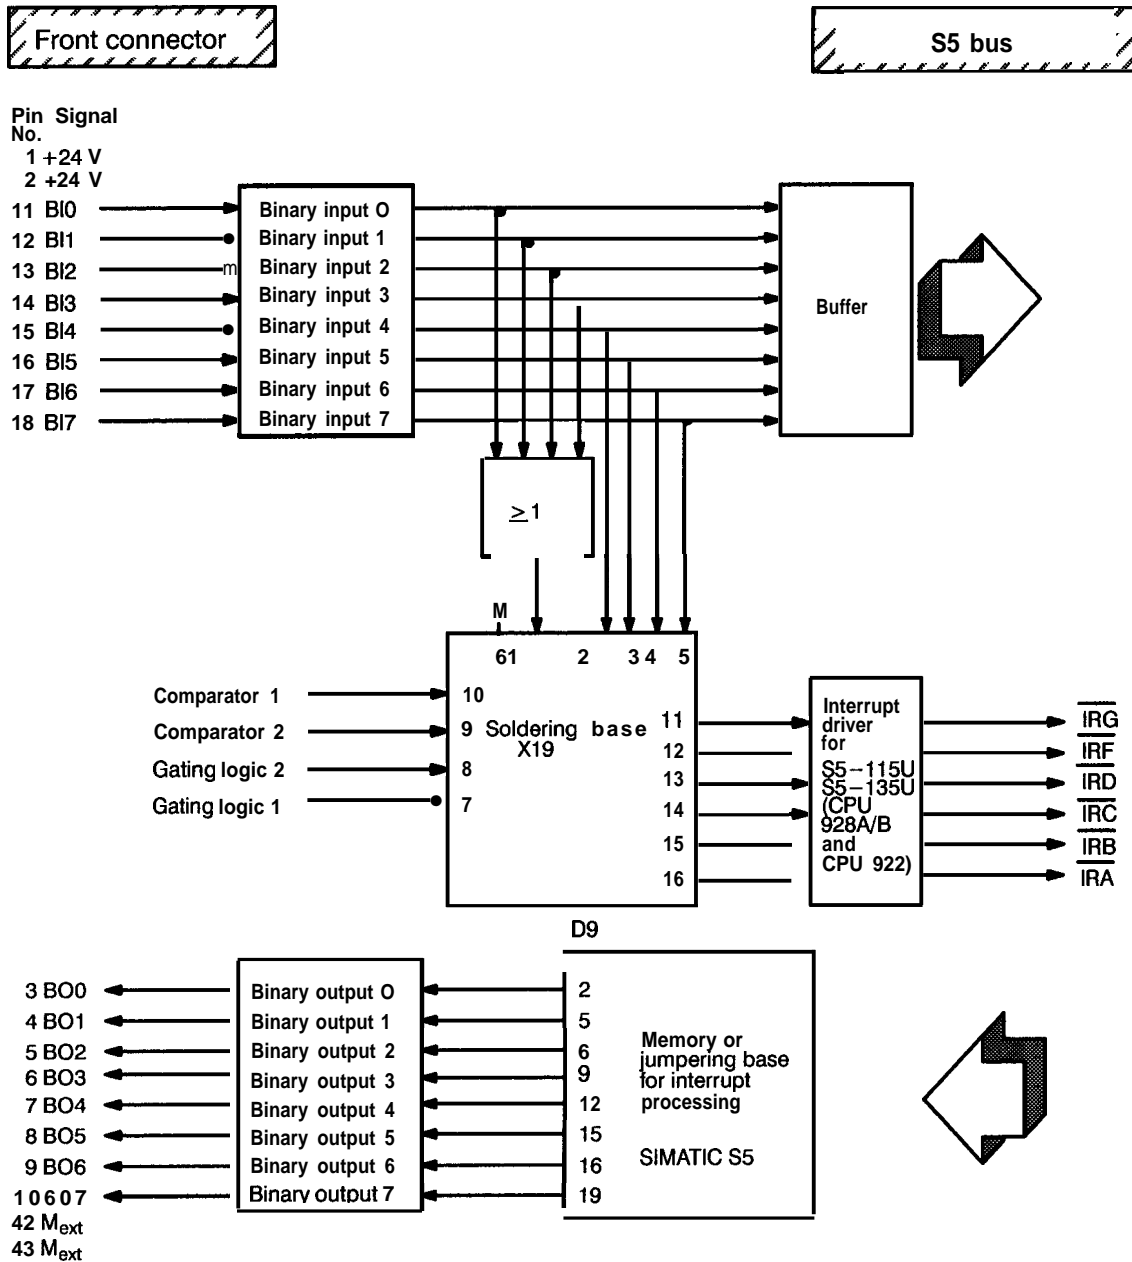 Front connector
S5 bus
Pin Signal
No.
1 +24 V
2 +24 V
11 BI0
12 BI1
13 BI2
14 BI3
15 BI4
16 BI5
17 BI6
18 BI7
m
Binary input O
Binary input 1
Binary input 2
Binary input 3
Binary input 4
Binary input 5
Binary input 6
Binary input 7
Buffer
≥1
M
61 2 3 4 5
Comparator 1
Comparator 2
Gating logic 2
Gating logic 1
10
9
8
7
Soldering base
X19
11
12
13
14
15
16
Interrupt
driver
for
S5-115U
S5-135U
(CPU
928A/B
and
CPU 922)
IRG
IRF
IRD
IRC
IRB
IRA
D9
3 BO0
4 BO1
5 BO2
6 BO3
7 BO4
8 BO5
9 BO6
10607
42 Mext
43 Mext
Binary output O
Binary output 1
Binary output 2
Binary output 3
Binary output 4
Binary output 5
Binary output 6
Binary output 7
2
5
6
9
12
15
16
19
Memory or
jumpering base
for interrupt
processing
SIMATIC S5